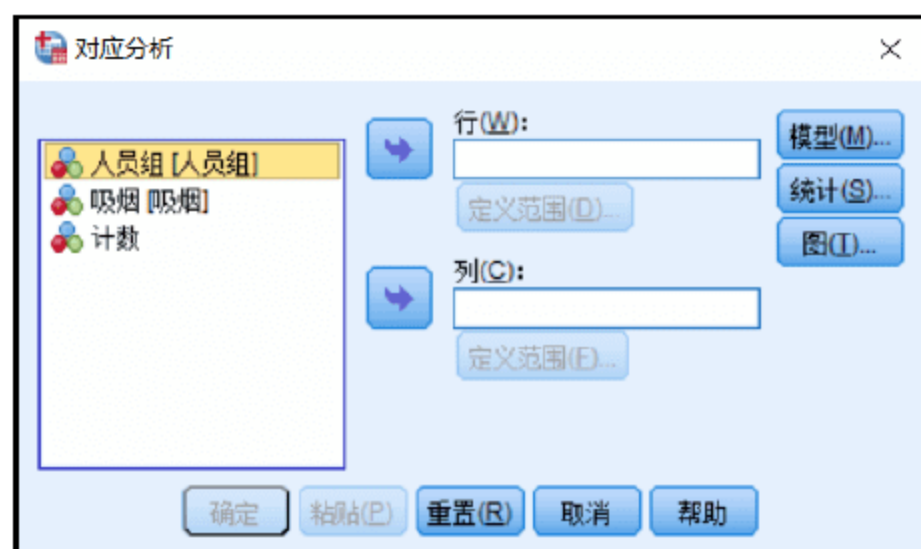 对应分析
人员组 [人员组]
吸烟 [吸烟]
计数
行(W):
定义范围(D)...
列(C):
定义范围(F)...
模型(M)...
统计(S)...
图(T)...
确定
粘贴(P)
重置(R)
取消
帮助